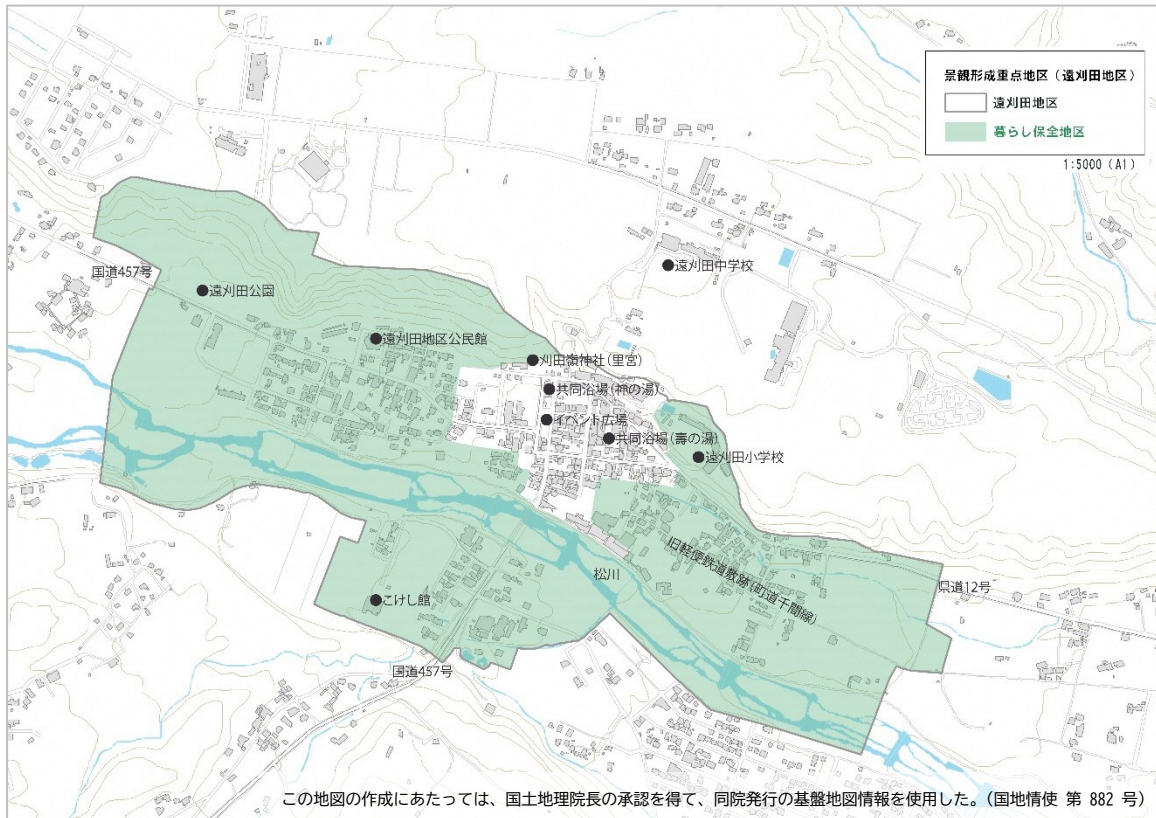 景観形成重点地区（遠刈田地区）
遠刈田地区
暮らし保全地区
1:5000（A1）
国道457号
遠刈田公園
遠刈田中学校
遠刈田地区公民館
刈田嶺神社（里宮）
共同浴場（神の湯）
イベント広場
共同浴場（壽の湯）
遠刈田小学校
旧軽便鉄道敷跡（町道千間線）
松川
県道12号
こけし館
国道457号
この地図の作成にあたっては、国土地理院長の承認を得て、同院発行の基盤地図情報を使用した。（国地情使 第 882 号）